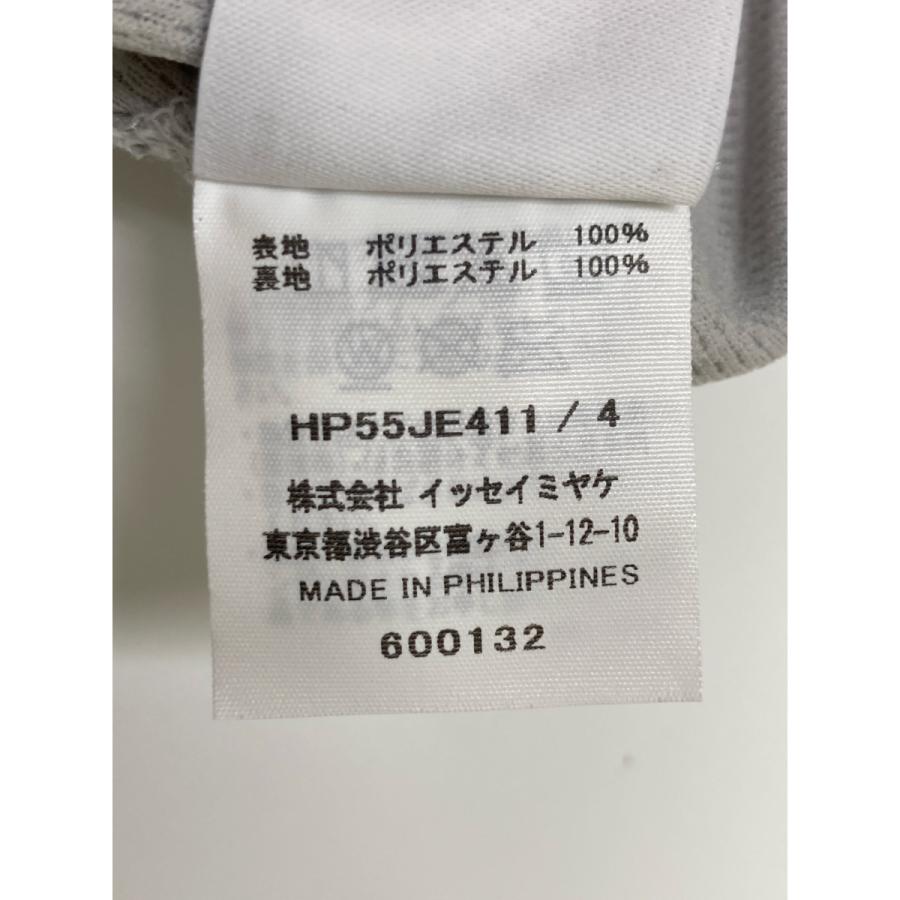 表地 ポリエステル 100%
裏地 ポリエステル 100%
HP55JE411 / 4
株式会社 イッセイミヤケ
東京都渋谷区富ヶ谷1-12-10
MADE IN PHILIPPINES
600132